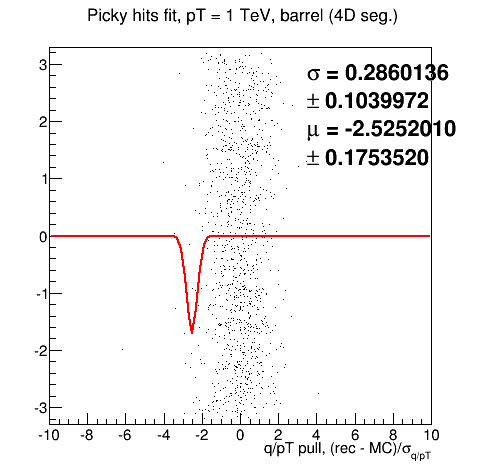 Picky hits fit, pT = 1 TeV, barrel (4D seg.)
σ = 0.2860136
± 0.1039972
μ = -2.5252010
± 0.1753520
3
2
1
0
-1
-2
-3
-10 -8 -6 -4 -2 0 2 4 6 8 10
q/pT pull, (rec - MC)/σq/pT